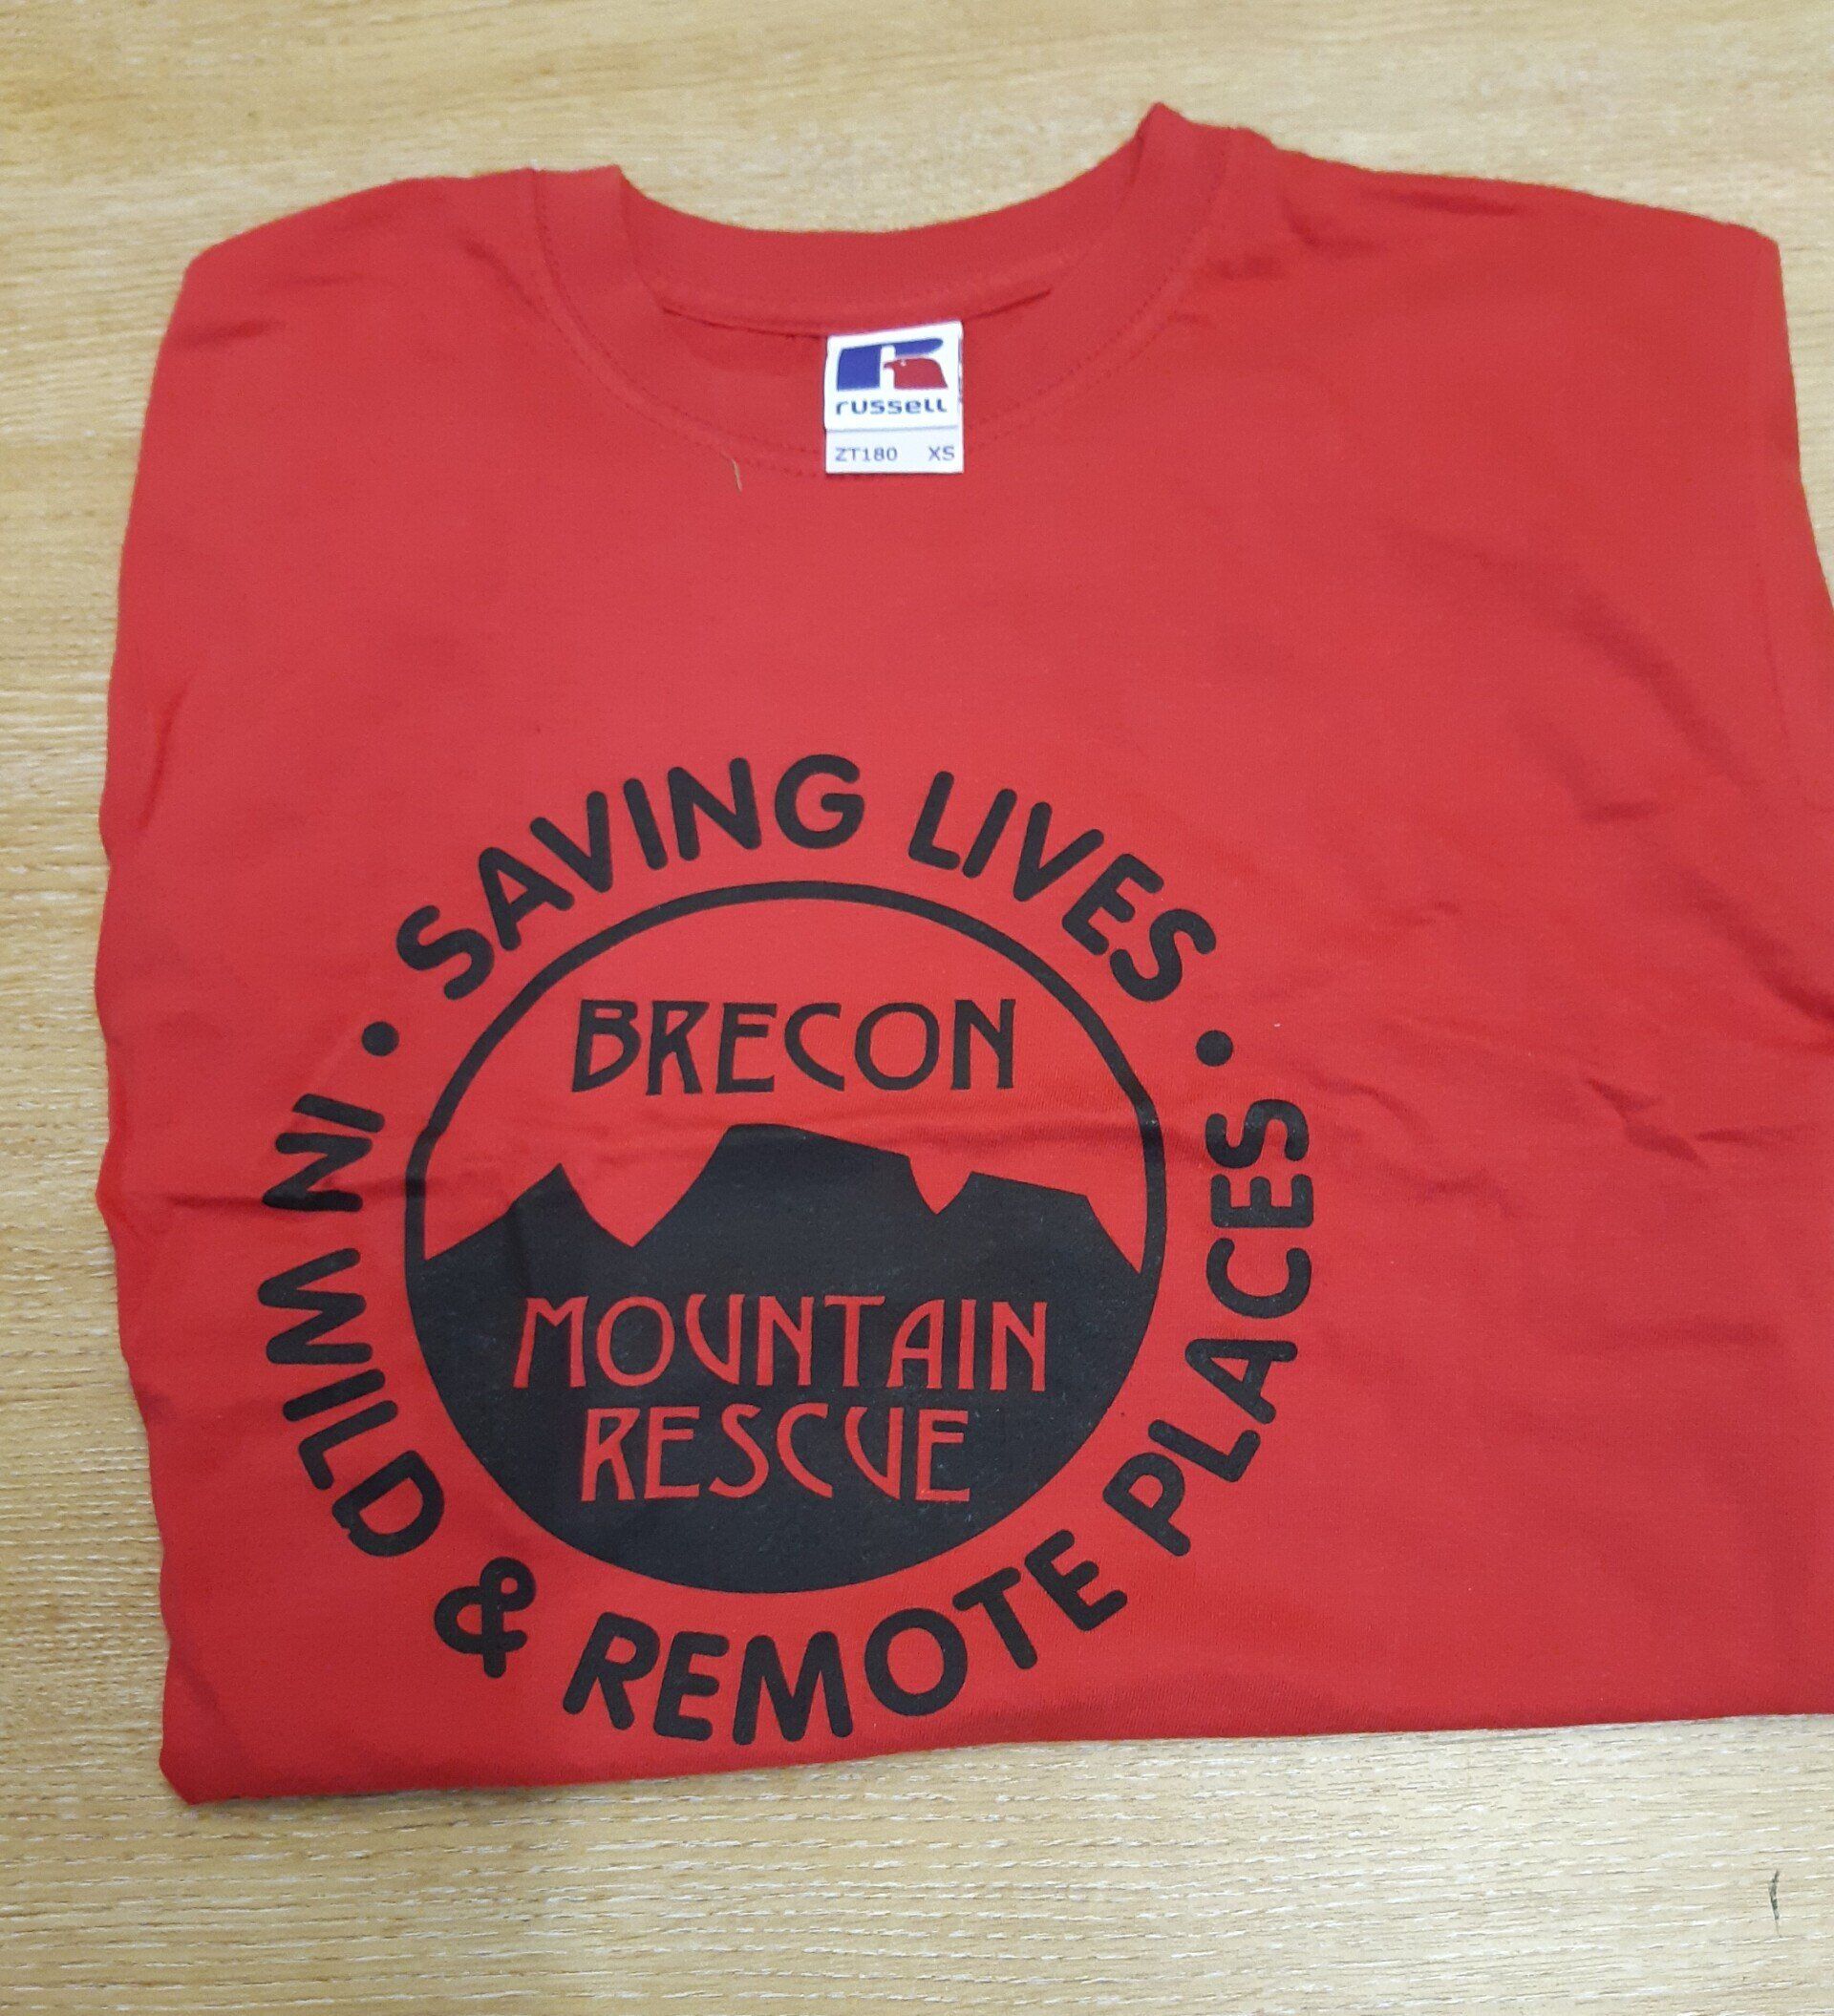 russell
ZT180 XS
• SAVING LIVES •
IN WILD & REMOTE PLACES
BRECON
MOUNTAIN
RESCUE